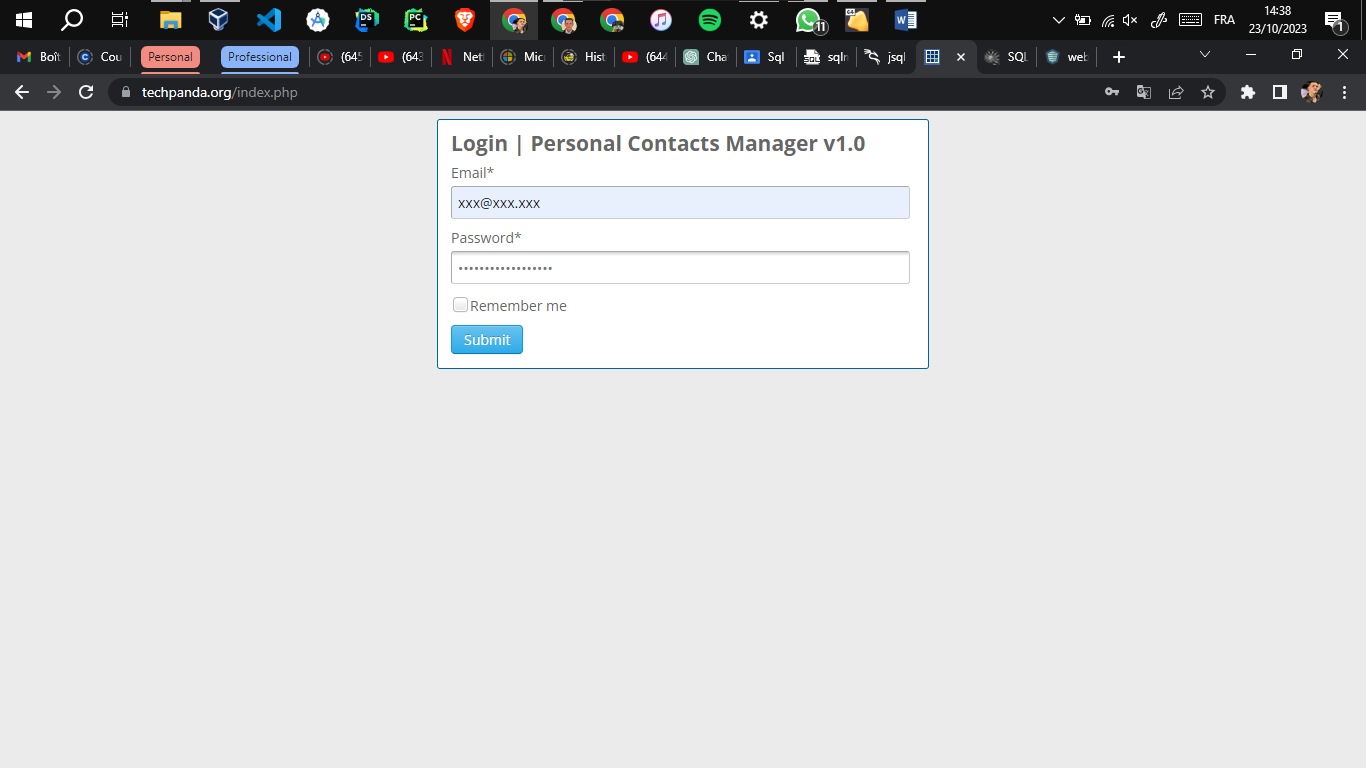 14:38
FRA
23/10/2023
11
1
Boît
Cou
Personal
Professional
(645
(643
Net
Micr
Hist
(644
Cha
Sql
sqlm
jsql
SQL
web
techpanda.org/index.php
Login | Personal Contacts Manager v1.0
Email*
xxx@xxx.xxx
Password*
Remember me
Submit